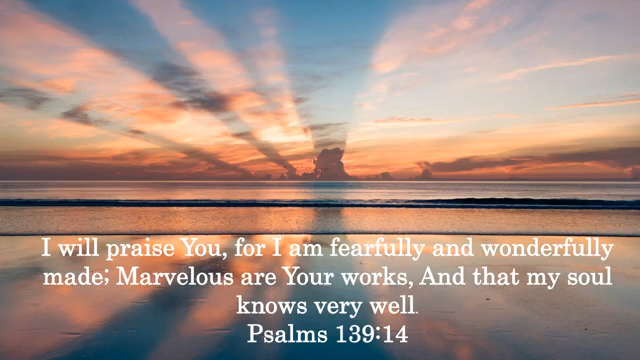 I will praise You, for I am fearfully and wonderfully
made; Marvelous are Your works, And that my soul
knows very well.
Psalms 139:14